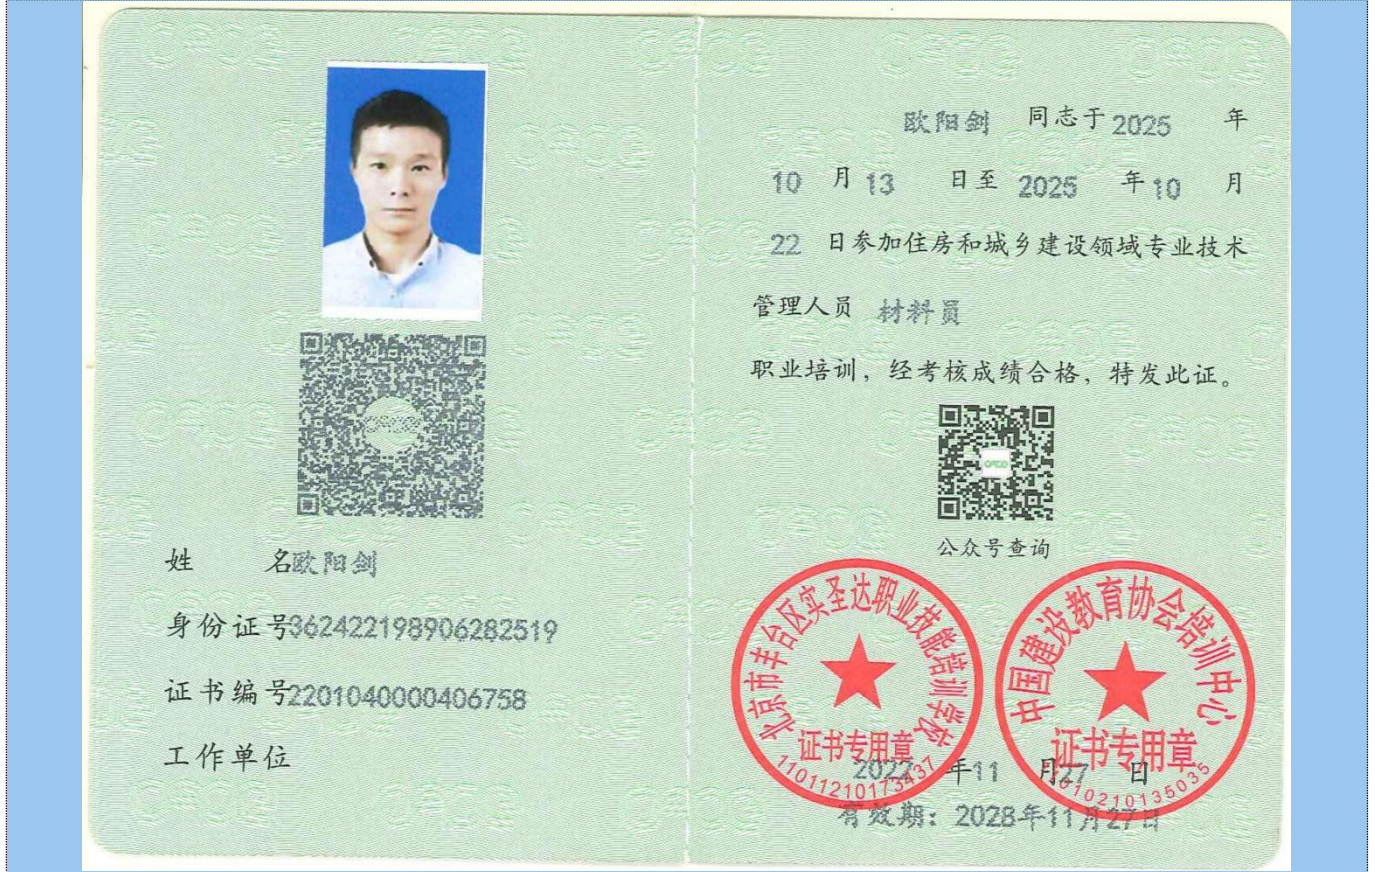 姓 名欧阳剑
身份证号362422198906282519
证书编号2201040000406758
工作单位
欧阳剑 同志于2025 年
10 月13 日至 2025 年10 月
22 日参加住房和城乡建设领域专业技术
管理人员 材料员
职业培训，经考核成绩合格，特发此证。
公众号查询
北京市丰台区实圣达职业技能培训学校
证书专用章
11011210173437
中国建设教育协会培训中心
证书专用章
11010210135035
2022 年11 月27 日
有效期：2028年11月27日